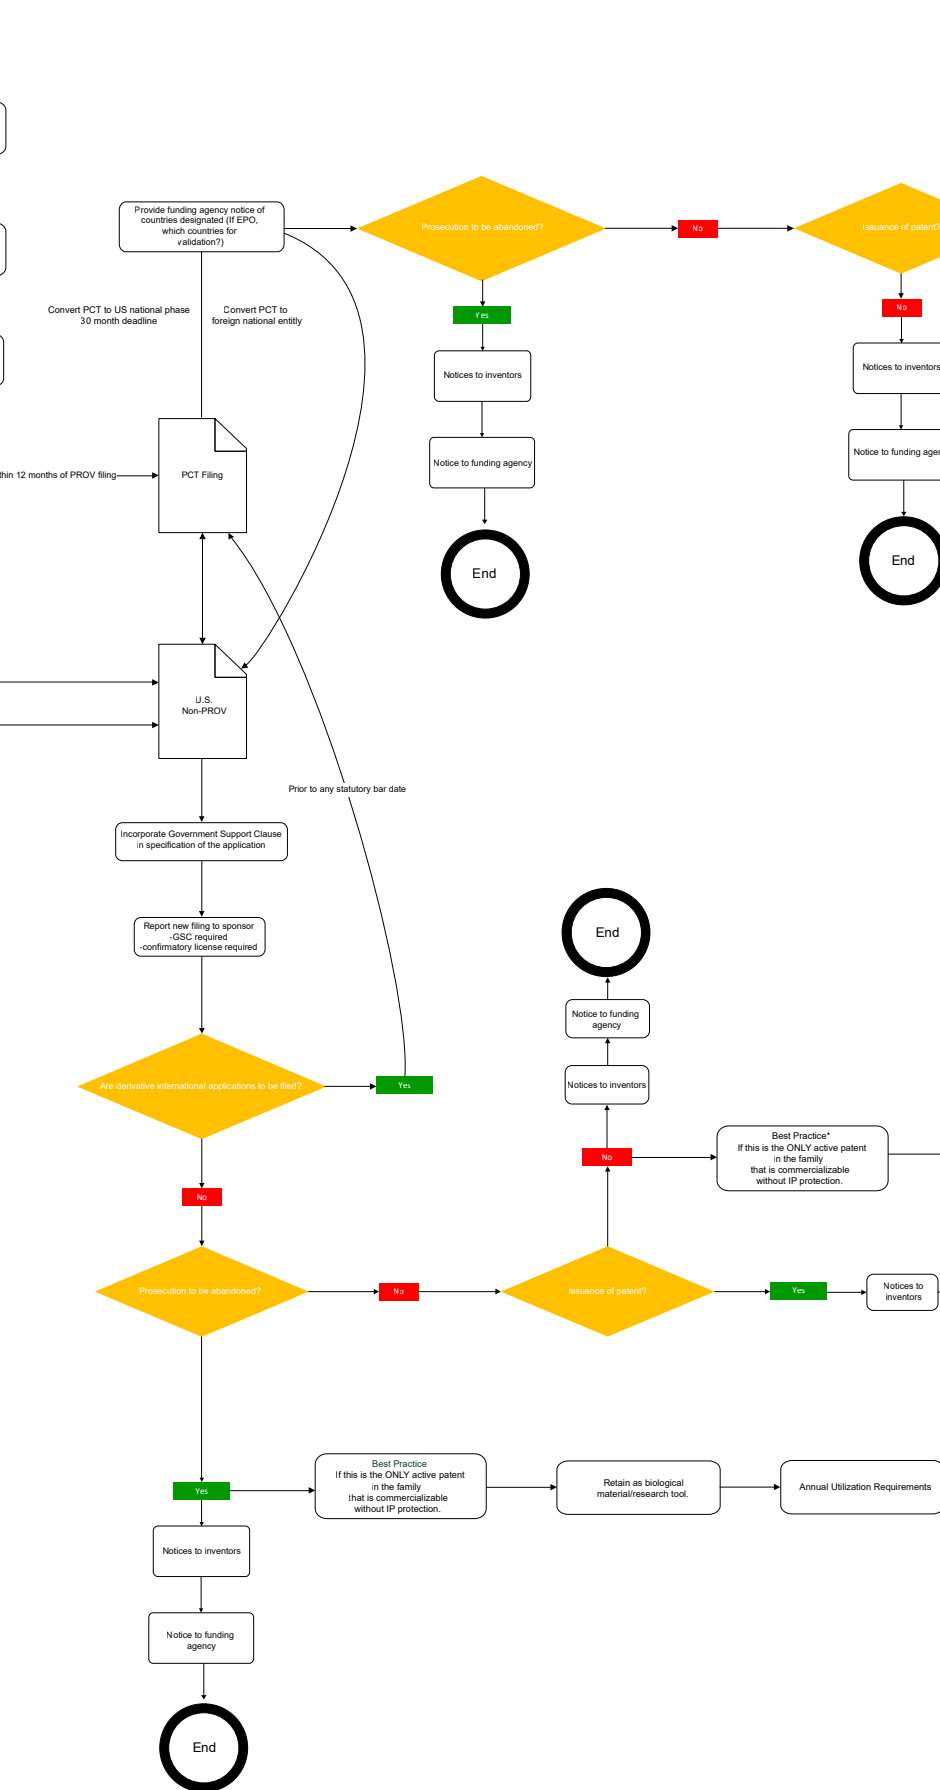 Provide funding agency notice of
countries designated (If EPO,
which countries for
validation?)
Prosecution to be abandoned?
No
Issuance of patent?
Yes
No
Convert PCT to US national phase
30 month deadline
Convert PCT to
foreign national entitly
Notices to inventors
Notices to inventors
Notice to funding agency
Notice to funding agen
thin 12 months of PROV filing
PCT Filing
End
End
U.S.
Non-PROV
Prior to any statutory bar date
Incorporate Government Support Clause
in specification of the application
Report new filing to sponsor
-GSC required
-confirmatory license required
End
Notice to funding
agency
Notices to inventors
Are derivative international applications to be filed?
Yes
No
Best Practice*
If this is the ONLY active patent
in the family
that is commercializable
without IP protection.
No
Prosecution to be abandoned?
No
Issuance of patent?
Yes
Notices to
inventors
Yes
Best Practice
If this is the ONLY active patent
in the family
that is commercializable
without IP protection.
Retain as biological
material/research tool.
Annual Utilization Requirements
Notices to inventors
Notice to funding
agency
End